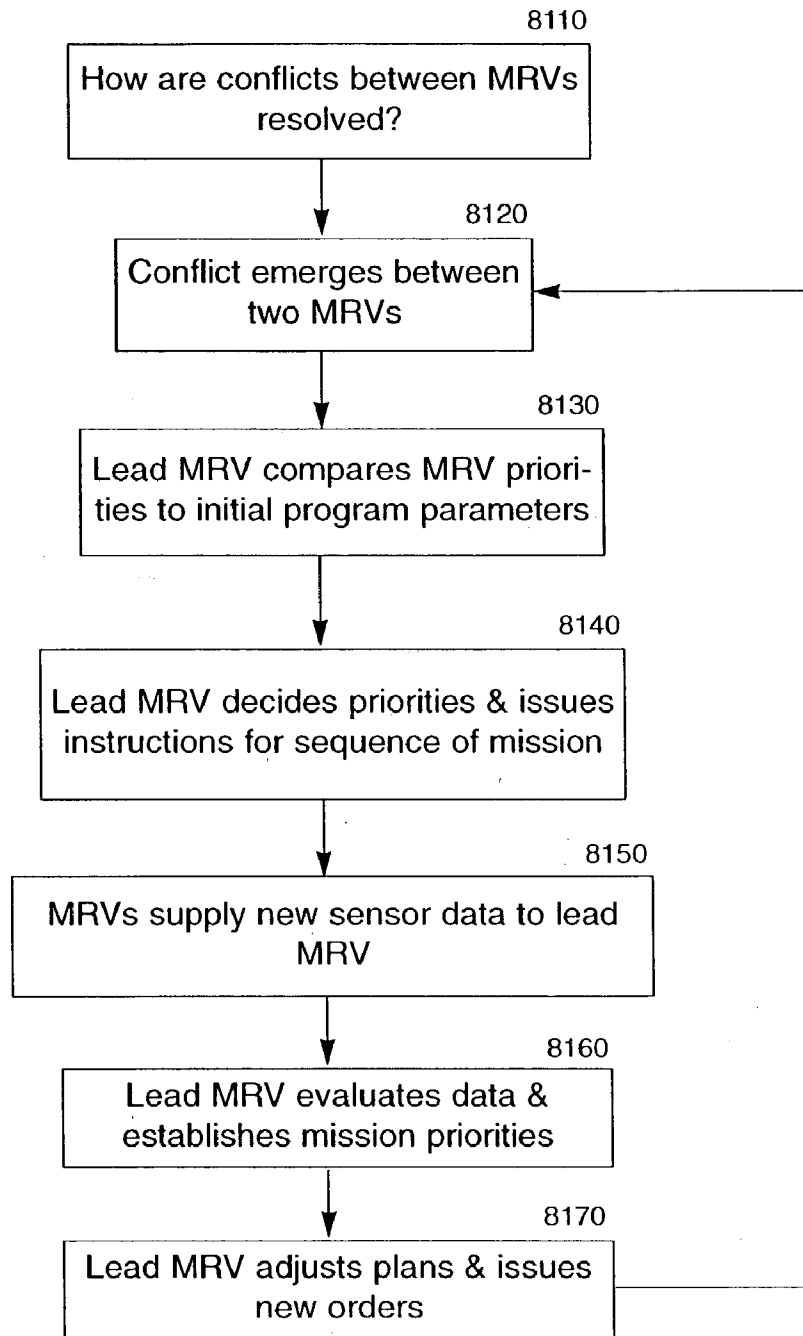 8110
How are conflicts between MRVs
resolved?
8120
Conflict emerges between
two MRVs
8130
Lead MRV compares MRV priori-
ties to initial program parameters
8140
Lead MRV decides priorities & issues
instructions for sequence of mission
8150
MRVs supply new sensor data to lead
MRV
8160
Lead MRV evaluates data &
establishes mission priorities
8170
Lead MRV adjusts plans & issues
new orders